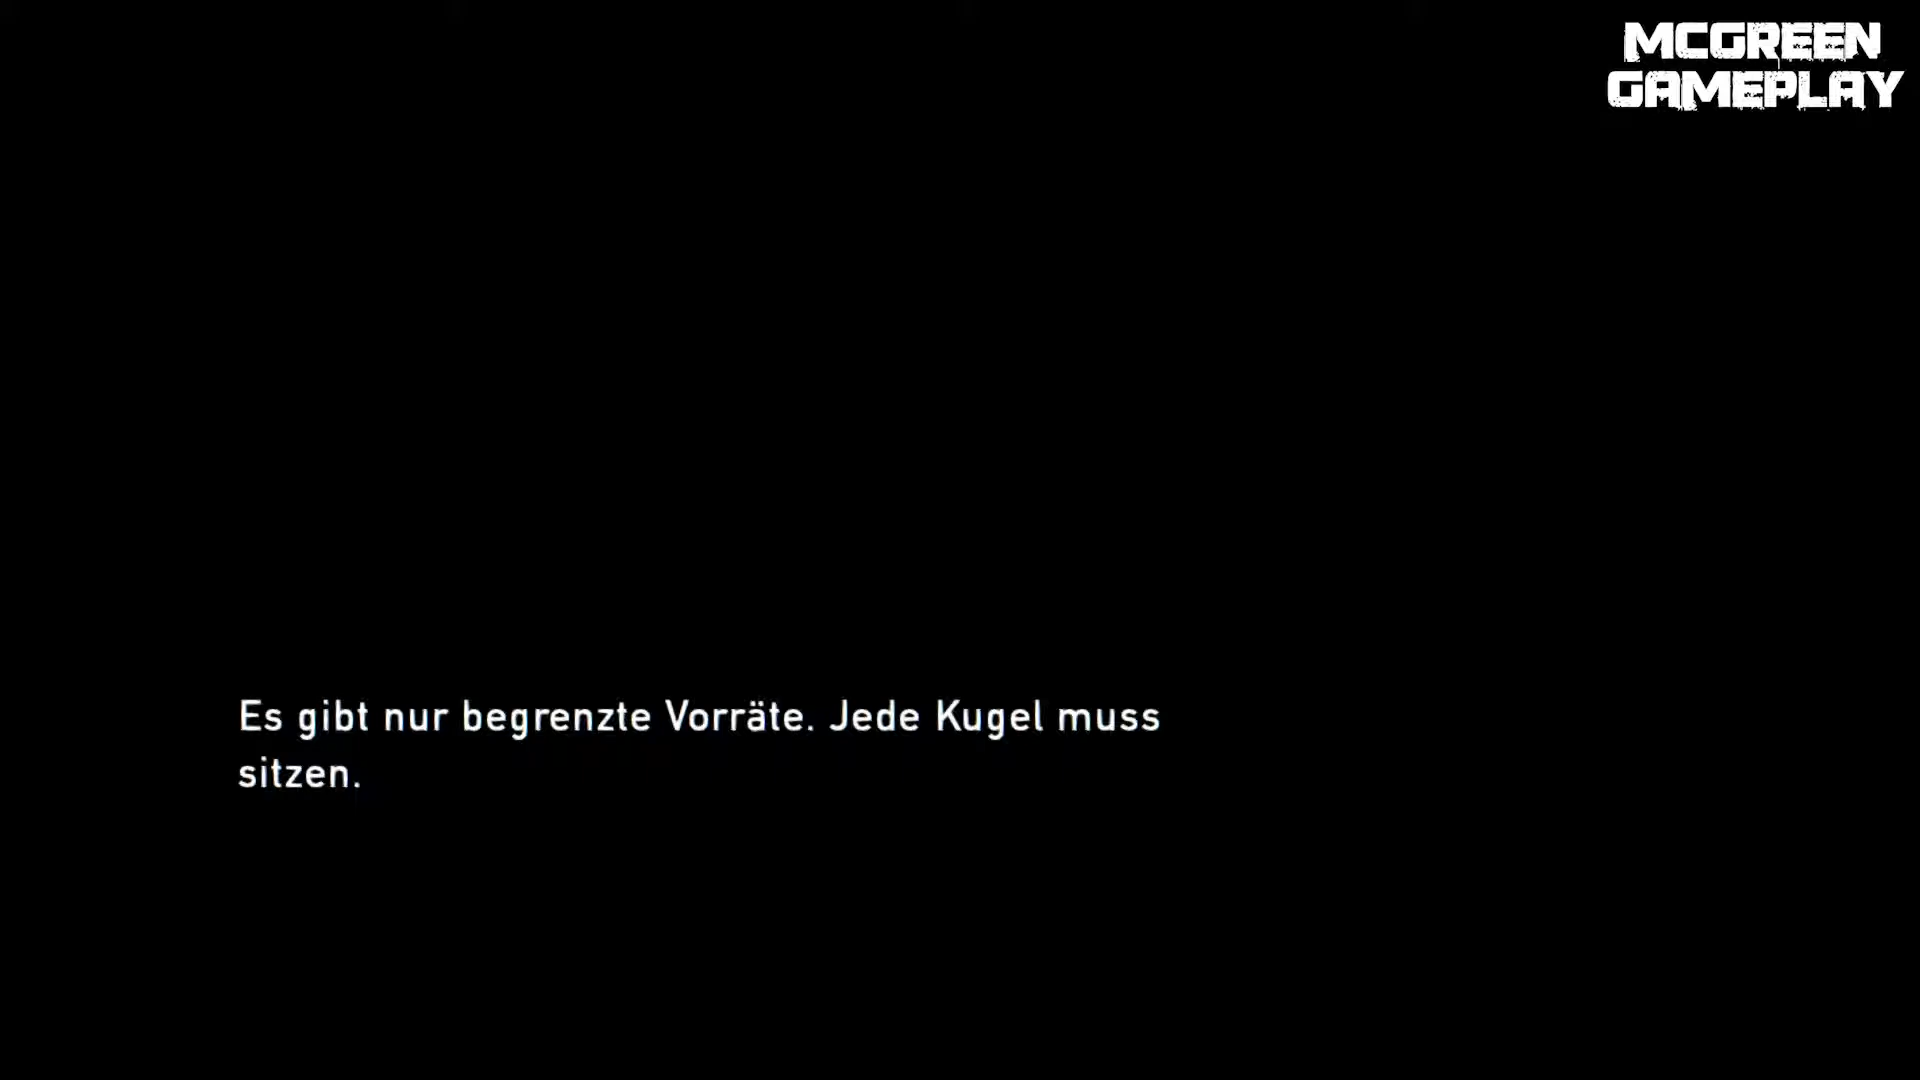 MCGREEN
GAMEPLAY
Es gibt nur begrenzte Vorräte. Jede Kugel muss
sitzen.